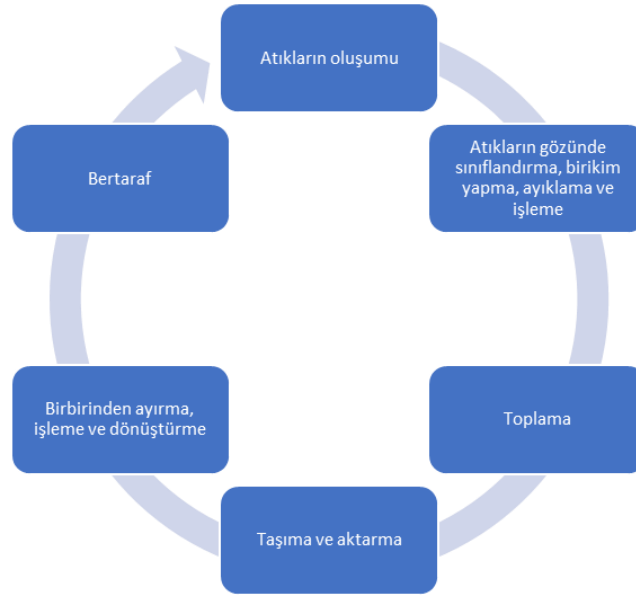 Atıkların oluşumu
Atıkların gözünde
sınıflandırma, birikim
yapma, ayıklama ve
işleme
Toplama
Taşıma ve aktarma
Birbirinden ayırma,
işleme ve dönüştürme
Bertaraf